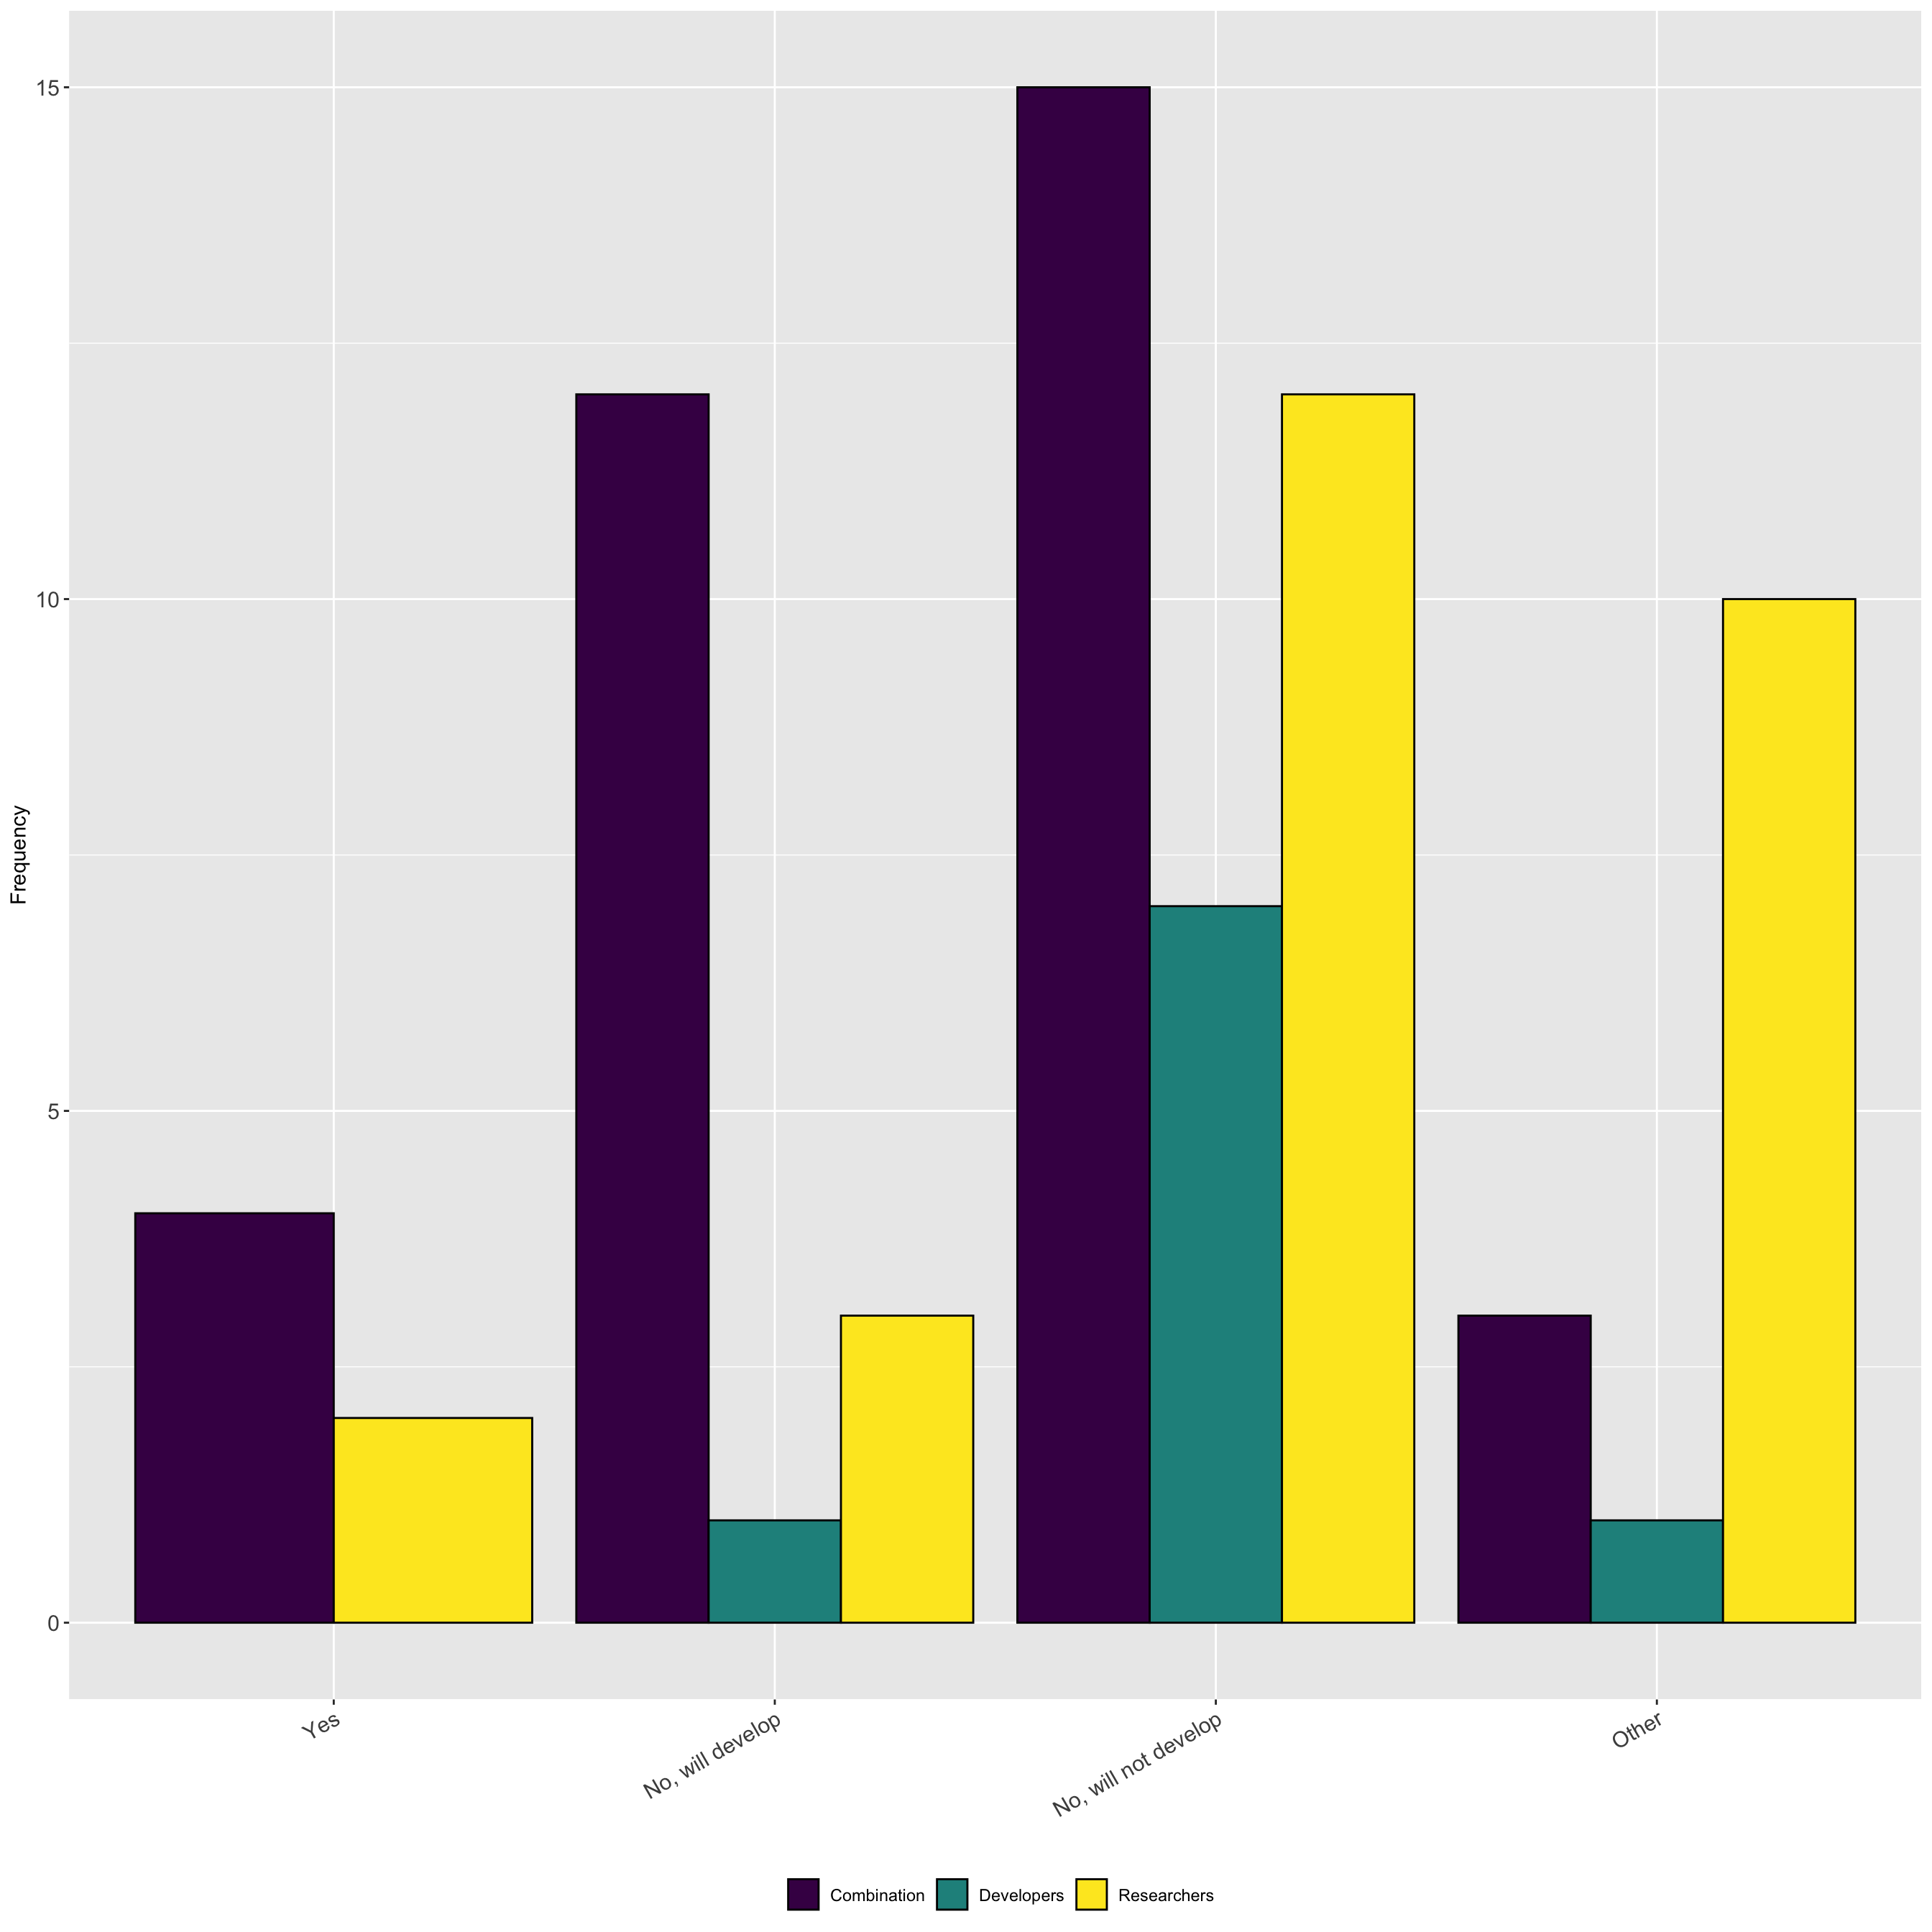 15
10
5
0
Frequency
Yes
No, will develop
No, will not develop
Other
Combination
Developers
Researchers